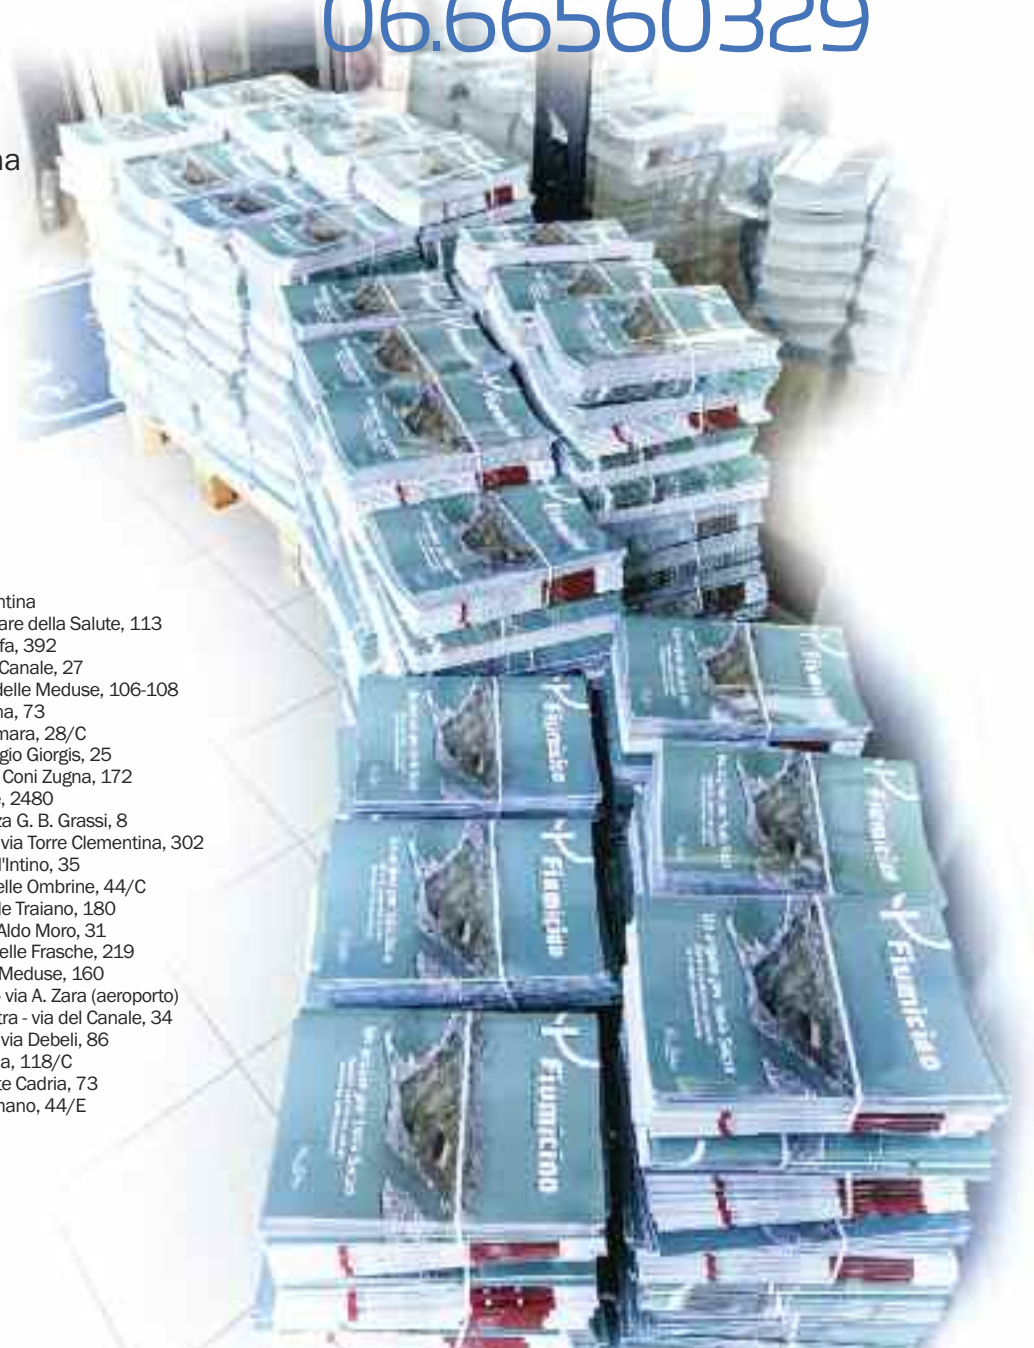 06.66560329
na
ntina
are della Salute, 113
fa, 392
Canale, 27
delle Meduse, 106-108
na, 73
mara, 28/C
gio Giorgis, 25
Coni Zugna, 172
, 2480
za G. B. Grassi, 8
via Torre Clementina, 302
l'Intino, 35
elle Ombrine, 44/C
le Traiano, 180
Aldo Moro, 31
elle Frasche, 219
Meduse, 160
- via A. Zara (aeroporto)
tra - via del Canale, 34
via Debeli, 86
a, 118/C
te Cadria, 73
nano, 44/E
Fiumicino
Fiumicino
Fiumicino
Fiumicino
Fiumicino